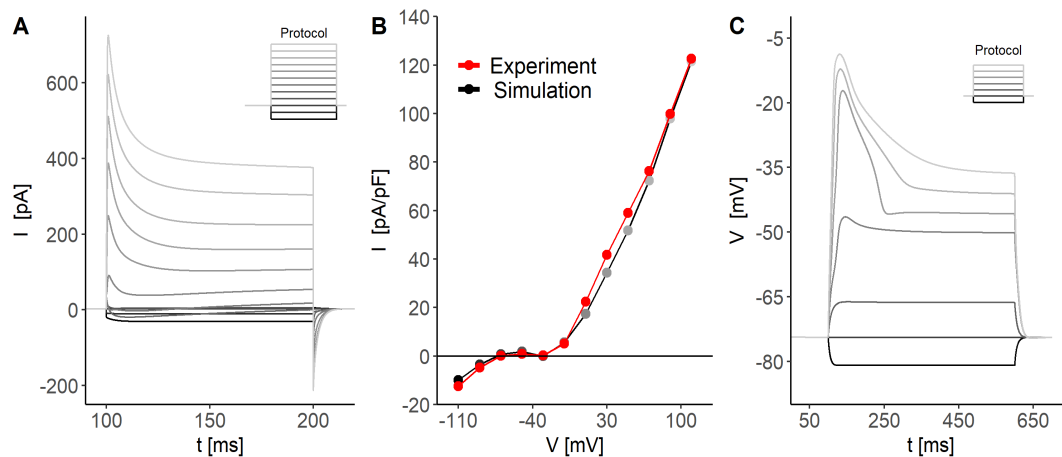 A
Protocol
I [pA]
600
400
200
0
-200
100
150
200
t [ms]
B
Experiment
Simulation
I [pA/pF]
140
120
100
80
60
40
20
0
-20
-110
-40
30
100
V [mV]
C
Protocol
V [mV]
-5
-20
-35
-50
-65
-80
50
250
450
650
t [ms]